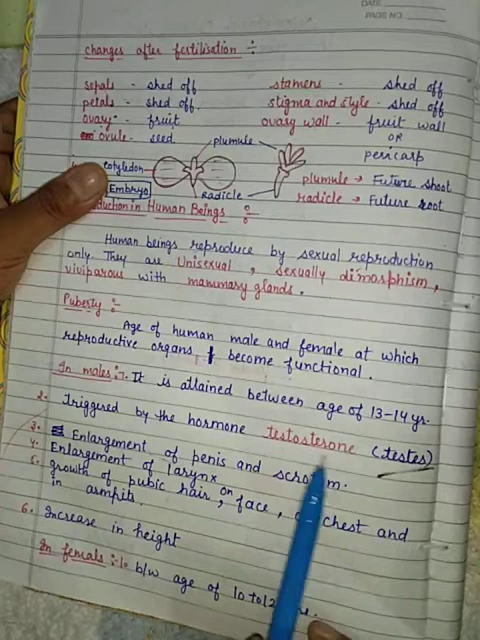 DATE
PAGE NO.
changes after fertilisation :-
sepals - shed off    stamens - shed off
petals - shed off.    stigma and style - shed off
ovary - fruit    ovary wall - fruit wall
ovule - seed    OR
pericarp
plumule
cotyledon
Embryo    Radicle
plumule → Future shoot
radicle → Future root
in Human Beings :-
Human beings reproduce by sexual reproduction
only They are Unisexual, sexually dimorphism,
viviparous with mammary glands.
Puberty :-
Age of human male and female at which
reproductive organs, become functional.
In males :- 1. It is attained between age of 13-14 yr.
2. Triggered by the hormone testosterone (testes)
3. Enlargement of penis and scrotum.
4. Enlargement of larynx
5. growth of pubic hair, on face, chest and
in armpits.
6. Increase in height
In femals :- 1. b/w age of 10 to 12